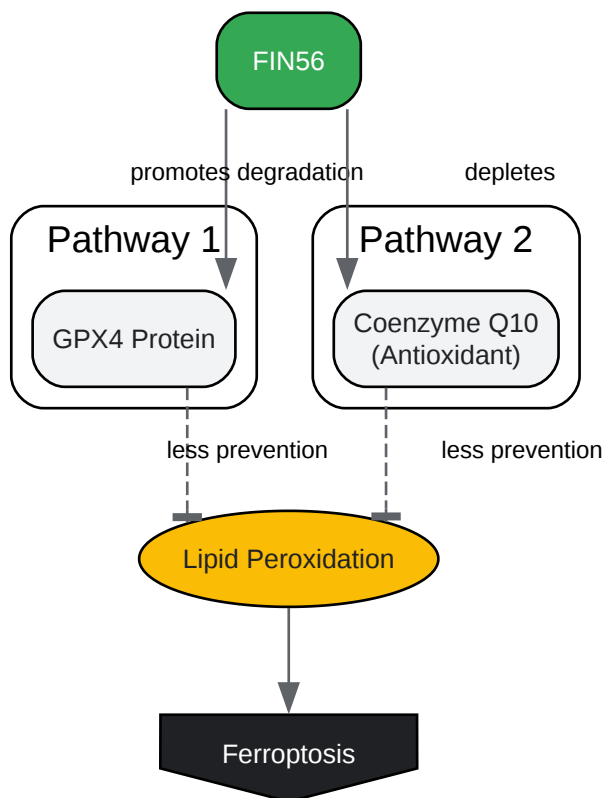 FIN56
promotes degradation
depletes
Pathway 1
Pathway 2
GPX4 Protein
Coenzyme Q10
(Antioxidant)
less prevention
less prevention
Lipid Peroxidation
Ferroptosis